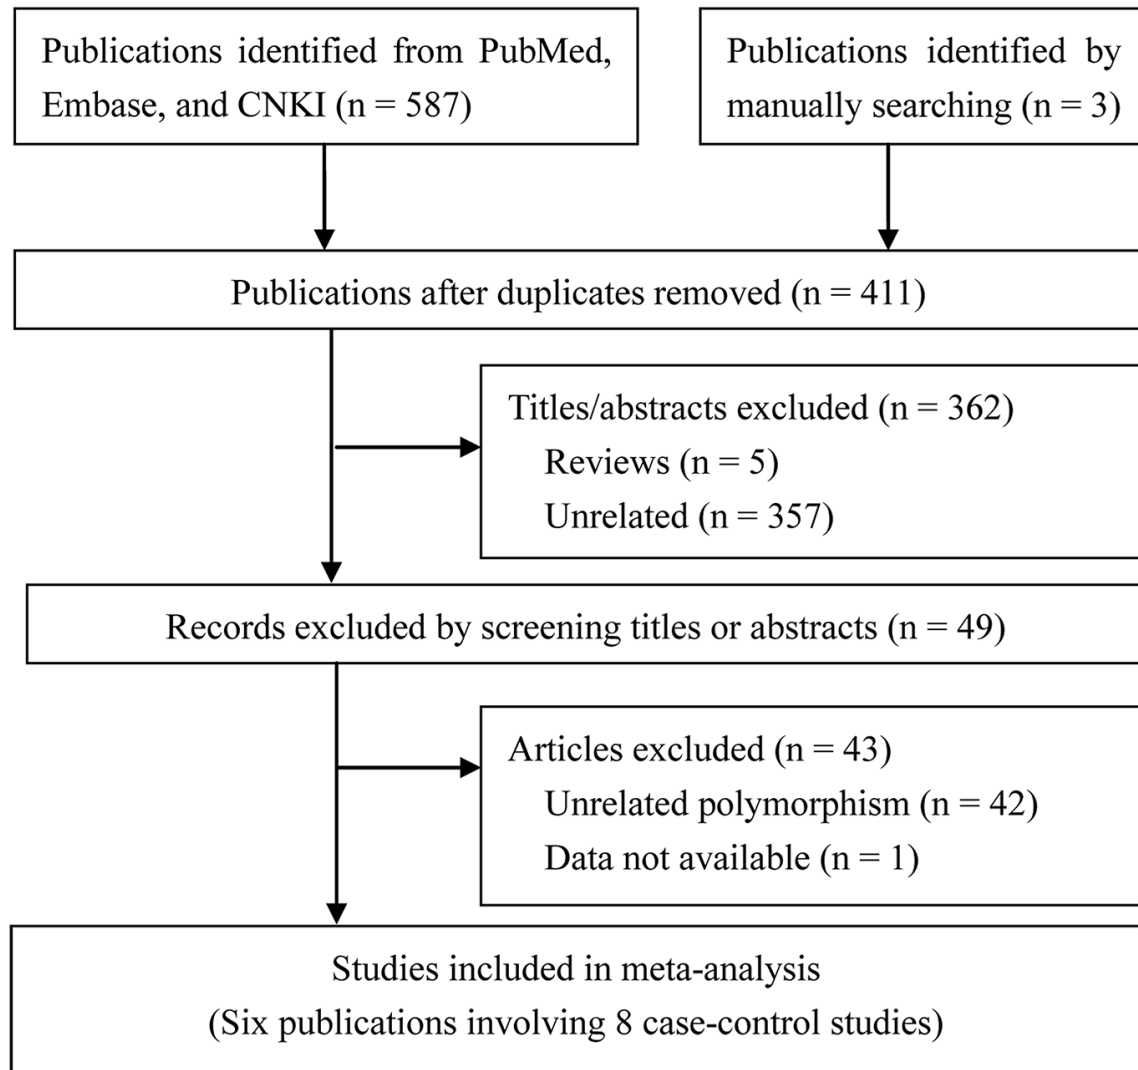 Publications identified from PubMed,
Embase, and CNKI (n = 587)
Publications identified by
manually searching (n = 3)
Publications after duplicates removed (n = 411)
Titles/abstracts excluded (n = 362)
Reviews (n = 5)
Unrelated (n = 357)
Records excluded by screening titles or abstracts (n = 49)
Articles excluded (n = 43)
Unrelated polymorphism (n = 42)
Data not available (n = 1)
Studies included in meta-analysis
(Six publications involving 8 case-control studies)